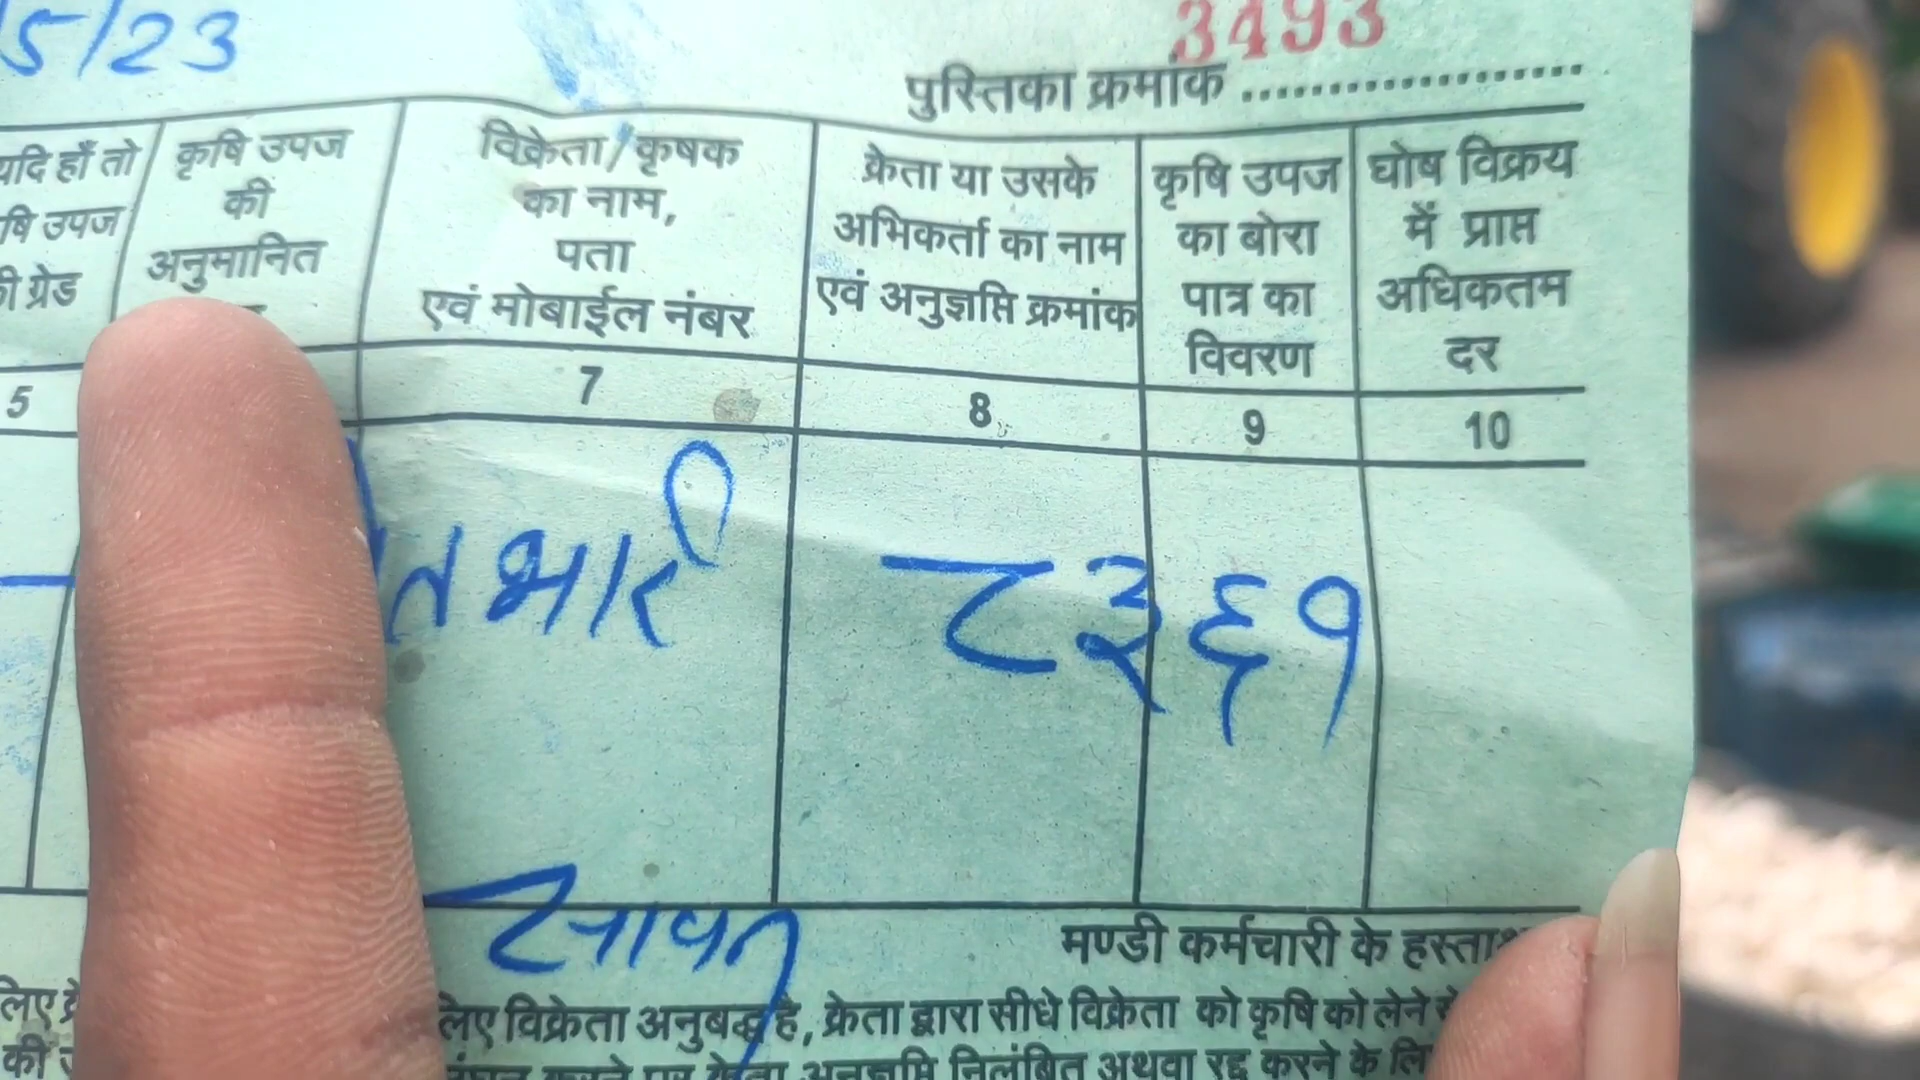 5/23
3493
पुस्तिका क्रमांक ..............................
यदि हाँ तो
षि उपज
ग्रेड
कृषि उपज
की
अनुमानित
विक्रेता/कृषक
का नाम,
पता
एवं मोबाईल नंबर
क्रेता या उसके
अभिकर्ता का नाम
एवं अनुज्ञप्ति क्रमांक
कृषि उपज
का बोरा
पात्र का
विवरण
घोष विक्रय
में प्राप्त
अधिकतम
दर
5 7 8 9 10
भाई
८३६१
मण्डी कर्मचारी के
लिए विक्रेता अनुबद्ध है, क्रेता द्वारा सीधे विक्रेता को कृषि को लेने
की
निलंबित अथवा रद्द करने के